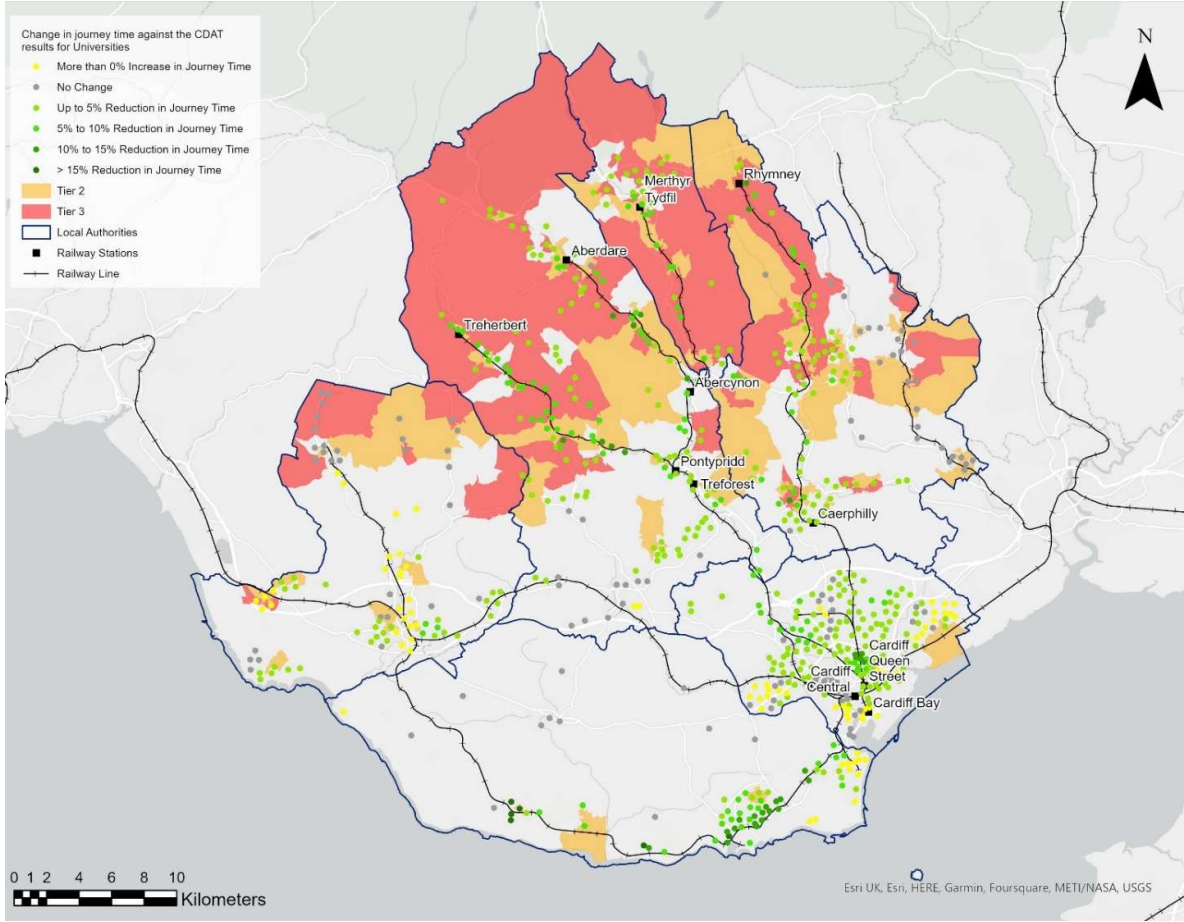 Change in journey time against the CDAT
results for Universities
More than 0% Increase in Journey Time
No Change
Up to 5% Reduction in Journey Time
5% to 10% Reduction in Journey Time
10% to 15% Reduction in Journey Time
> 15% Reduction in Journey Time
Tier 2
Tier 3
Local Authorities
Railway Stations
Railway Line
N
Rhymney
Merthyr
Tydfil
Aberdare
Treherbert
Abercynon
Pontypridd
Treforest
Caerphilly
Cardiff
Queen
Street
Cardiff
Central
Cardiff Bay
0 1 2 4 6 8 10
Kilometers
Esri UK, Esri, HERE, Garmin, Foursquare, METI/NASA, USGS